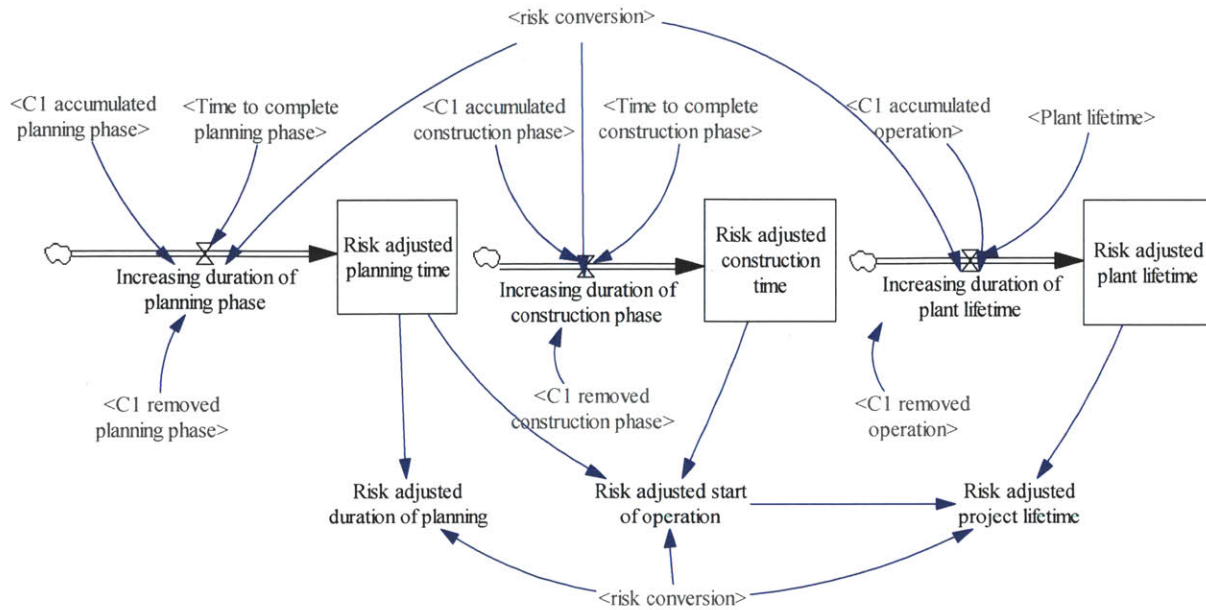 <risk conversion>
<C1 accumulated
planning phase>
<Time to complete
planning phase>
<C1 accumulated
construction phase>
<Time to complete
construction phase>
<C1 accumulated
operation>
<Plant lifetime>
Risk adjusted
planning time
Increasing duration of
planning phase
Risk adjusted
construction
time
Increasing duration of
construction phase
Risk adjusted
plant lifetime
Increasing duration of
plant lifetime
<C1 removed
planning phase>
<C1 removed
construction phase>
<C1 removed
operation>
Risk adjusted
duration of planning
Risk adjusted start
of operation
Risk adjusted
project lifetime
<risk conversion>